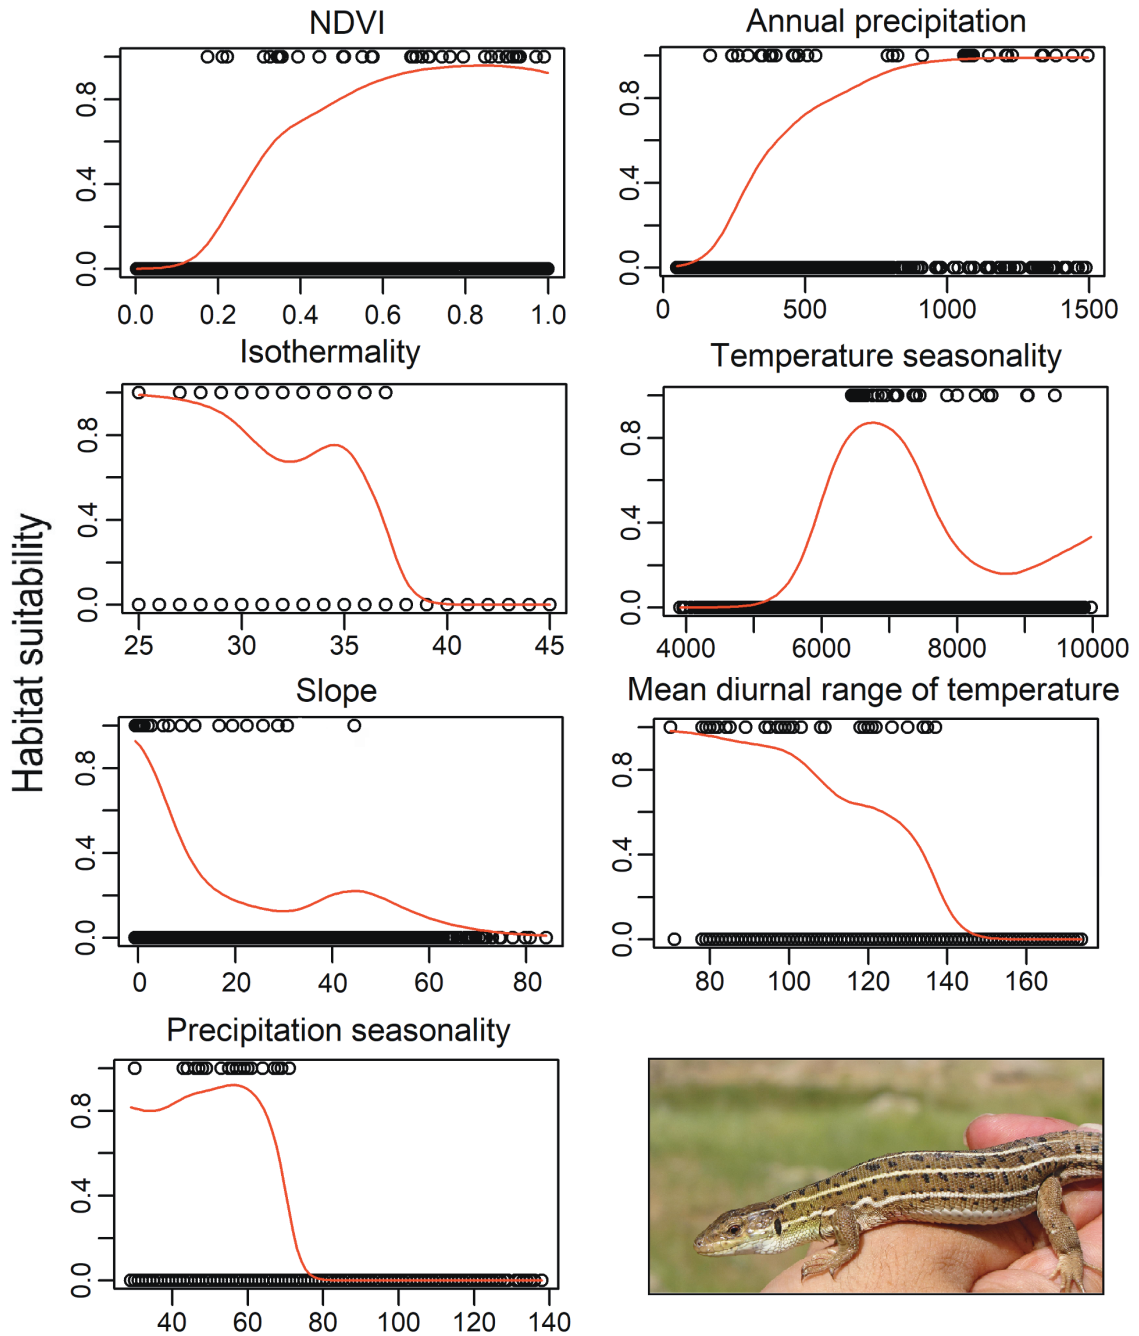 NDVI
0.0 0.4 0.8
0.0 0.2 0.4 0.6 0.8 1.0
Annual precipitation
0.0 0.4 0.8
0 500 1000 1500
Isothermality
0.0 0.4 0.8
25 30 35 40 45
Temperature seasonality
0.0 0.4 0.8
4000 6000 8000 10000
Habitat suitability
Slope
0.0 0.4 0.8
0 20 40 60 80
Mean diurnal range of temperature
0.0 0.4 0.8
80 100 120 140 160
Precipitation seasonality
0.0 0.4 0.8
40 60 80 100 120 140